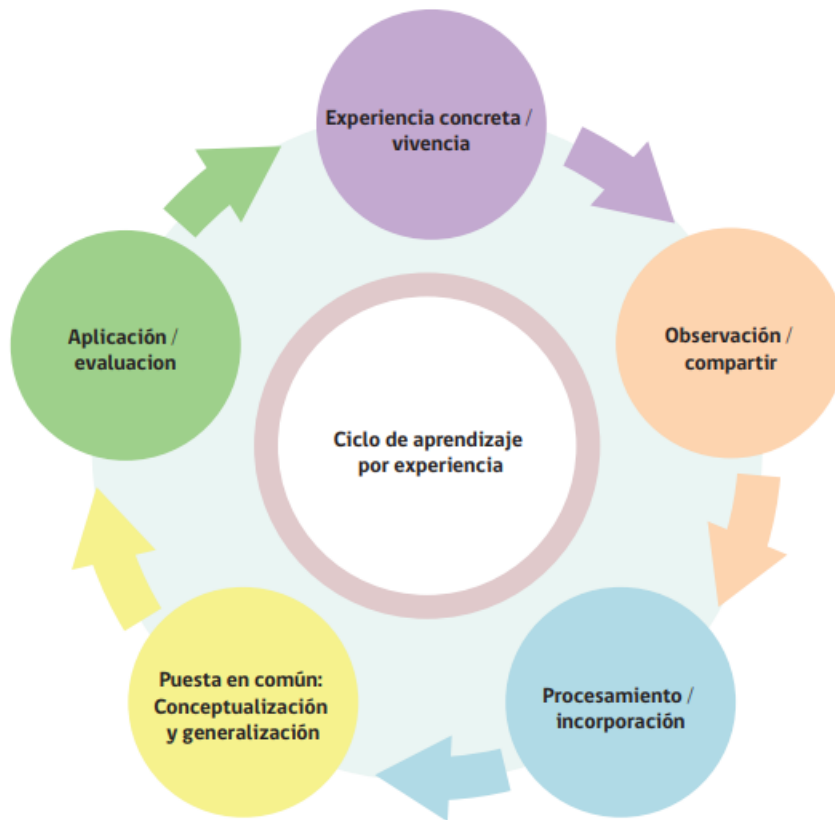 Experiencia concreta /
vivencia
Observación /
compartir
Procesamiento /
incorporación
Puesta en común:
Conceptualización
y generalización
Aplicación /
evaluacion
Ciclo de aprendizaje
por experiencia